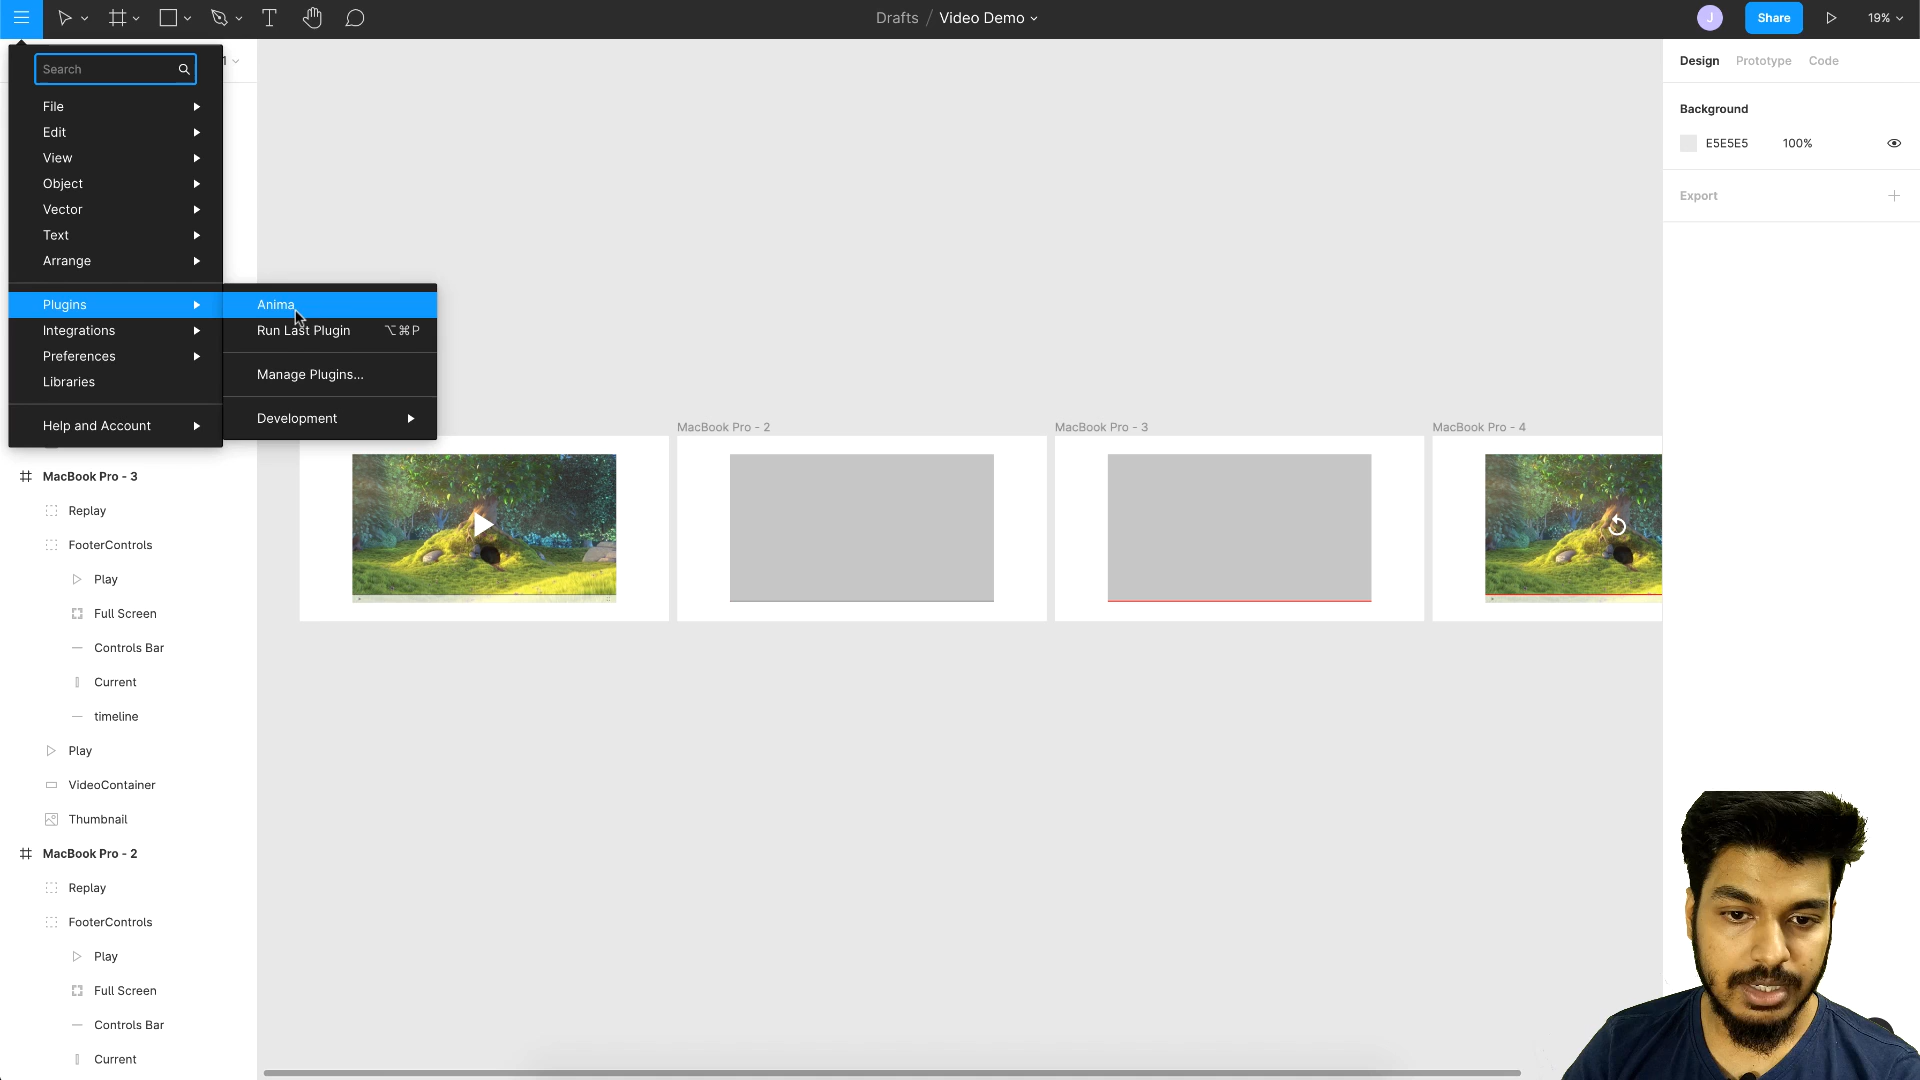 Drafts / Video Demo
J
Share
19%
Search
1
File
Edit
View
Object
Vector
Text
Arrange
Plugins
Integrations
Preferences
Libraries
Help and Account
Anima
Run Last Plugin ⌥⌘P
Manage Plugins...
Development
MacBook Pro - 3
Replay
FooterControls
Play
Full Screen
Controls Bar
Current
timeline
Play
VideoContainer
Thumbnail
MacBook Pro - 2
Replay
FooterControls
Play
Full Screen
Controls Bar
Current
MacBook Pro - 2
MacBook Pro - 3
MacBook Pro - 4
Design Prototype Code
Background
E5E5E5 100%
Export